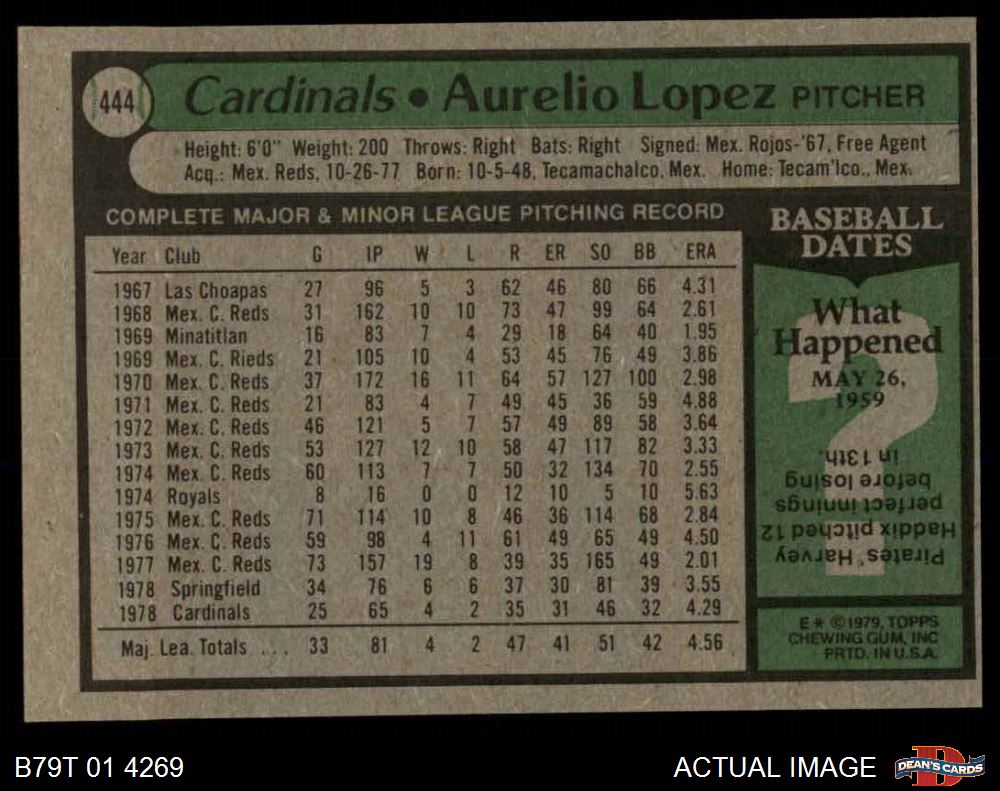 444 Cardinals • Aurelio Lopez PITCHER
Height: 6'0" Weight: 200 Throws: Right Bats: Right Signed: Mex. Rojos-'67, Free Agent
Acq.: Mex. Reds, 10-26-77 Born: 10-5-48, Tecamachalco, Mex. Home: Tecam'lco., Mex.
COMPLETE MAJOR & MINOR LEAGUE PITCHING RECORD
Year Club G IP W L R ER SO BB ERA
1967 Las Choapas 27 96 5 3 62 46 80 66 4.31
1968 Mex. C. Reds 31 162 10 10 73 47 99 64 2.61
1969 Minatitlan 16 83 7 4 29 18 64 40 1.95
1969 Mex. C. Rieds 21 105 10 4 53 45 76 49 3.86
1970 Mex. C. Reds 37 172 16 11 64 57 127 100 2.98
1971 Mex. C. Reds 21 83 4 7 49 45 36 59 4.88
1972 Mex. C. Reds 46 121 5 7 57 49 89 58 3.64
1973 Mex. C. Reds 53 127 12 10 58 47 117 82 3.33
1974 Mex. C. Reds 60 113 7 7 50 32 134 70 2.55
1974 Royals 8 16 0 0 12 10 5 10 5.63
1975 Mex. C. Reds 71 114 10 8 46 36 114 68 2.84
1976 Mex. C. Reds 59 98 4 11 61 49 65 49 4.50
1977 Mex. C. Reds 73 157 19 8 39 35 165 49 2.01
1978 Springfield 34 76 6 6 37 30 81 39 3.55
1978 Cardinals 25 65 4 2 35 31 46 32 4.29
Maj. Lea. Totals . . . 33 81 4 2 47 41 51 42 4.56
BASEBALL
DATES
What
Happened
MAY 26,
1959
Pirates' Harvey
Haddix pitched 12
perfect innings
before losing
in 13th.
E* ©1979, TOPPS
CHEWING GUM, INC
PRTD. IN U.S.A.
B79T 01 4269
ACTUAL IMAGE
DEAN'S CARDS